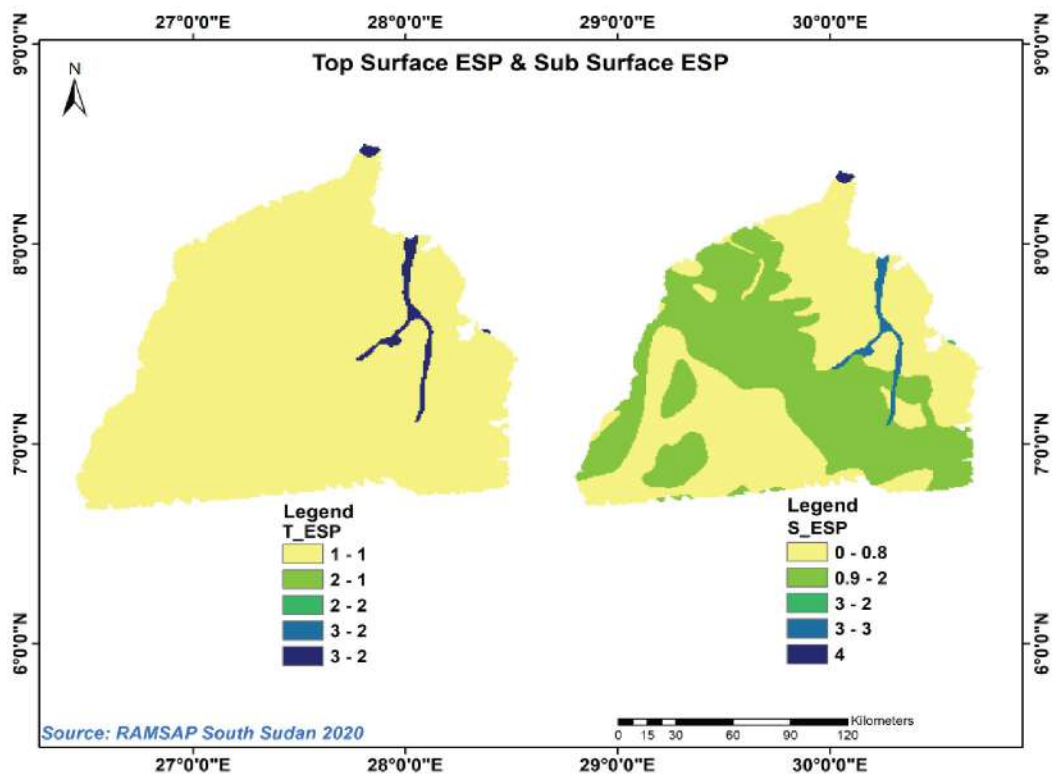 27°0'0"E 28°0'0"E 29°0'0"E 30°0'0"E
9°0'0"N
9°0'0"N
Top Surface ESP & Sub Surface ESP
N
8°0'0"N
8°0'0"N
7°0'0"N
7°0'0"N
Legend
T_ESP
1 - 1
2 - 1
2 - 2
3 - 2
3 - 2
Legend
S_ESP
0 - 0.8
0.9 - 2
3 - 2
3 - 3
4
6°0'0"N
6°0'0"N
Source: RAMSAP South Sudan 2020
Kilometers
0 15 30 60 90 120
27°0'0"E 28°0'0"E 29°0'0"E 30°0'0"E